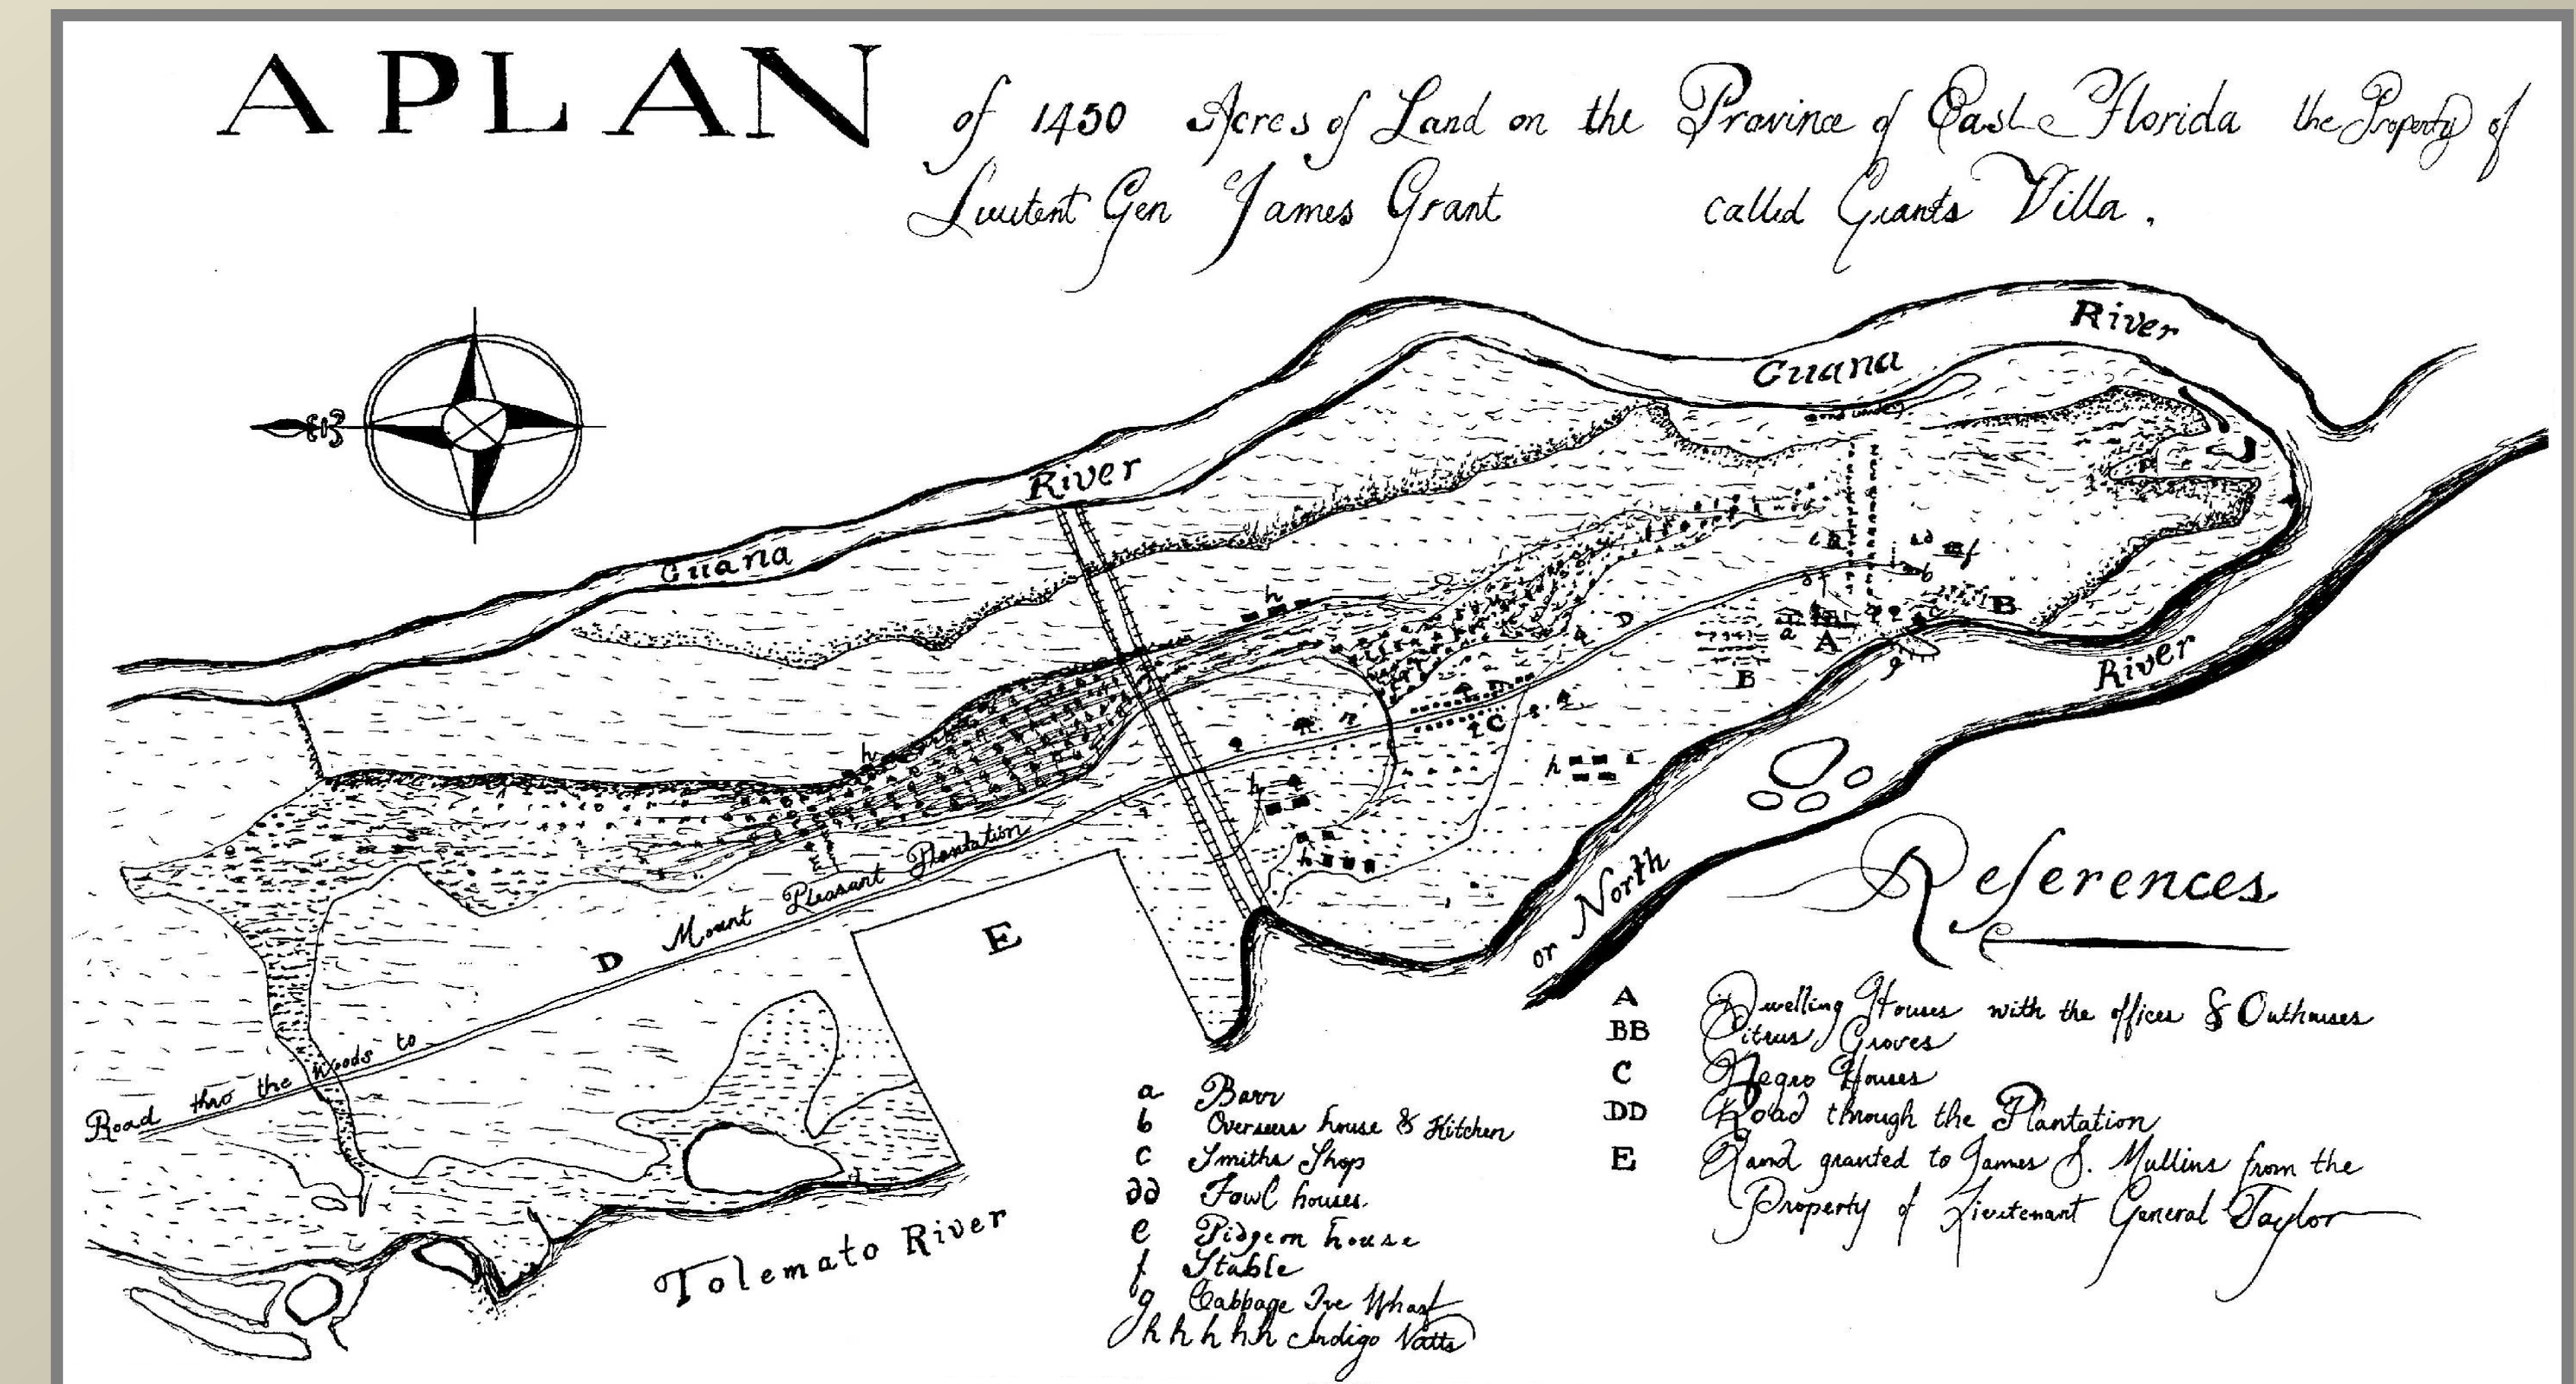 A PLAN of 1450 Acres of Land on the Province of East Florida the Property of
Lieutent Gen James Grant called Grants Villa.
River
Guana
River
Guana
h
B
A
B
a
b
f
g
D
C
h
h
h
h
River
or North
Mount Pleasant Plantation
D
E
Road thro the Woods to
Tolemato River
References
A Dwelling Houses with the offices & Outhouses
BB Citrus Groves
C Negro Houses
DD Road through the Plantation
E Land granted to James S. Mullins from the
Property of Lieutenant General Taylor
a Barn
b Overseers house & Kitchen
c Smiths Shop
dd Fowl houses.
e Pidgeon house
f Stable
g Cabbage Tre Wharf
h h h h h Indigo Vatts